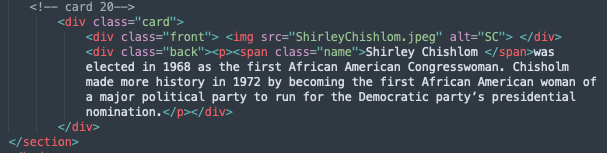 <!-- card 20-->
<div class="card">
<div class="front"> <img src="ShirleyChishlom.jpeg" alt="SC"> </div>
<div class="back"><p><span class="name">Shirley Chishlom </span>was
elected in 1968 as the first African American Congresswoman. Chisholm
made more history in 1972 by becoming the first African American woman of
a major political party to run for the Democratic party’s presidential
nomination.</p></div>
</div>
</section>